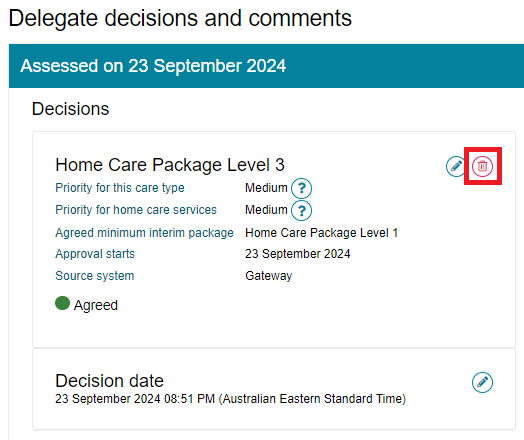 Delegate decisions and comments
Assessed on 23 September 2024
Decisions
Home Care Package Level 3
Priority for this care type Medium ?
Priority for home care services Medium ?
Agreed minimum interim package Home Care Package Level 1
Approval starts 23 September 2024
Source system Gateway
Agreed
Decision date
23 September 2024 08:51 PM (Australian Eastern Standard Time)